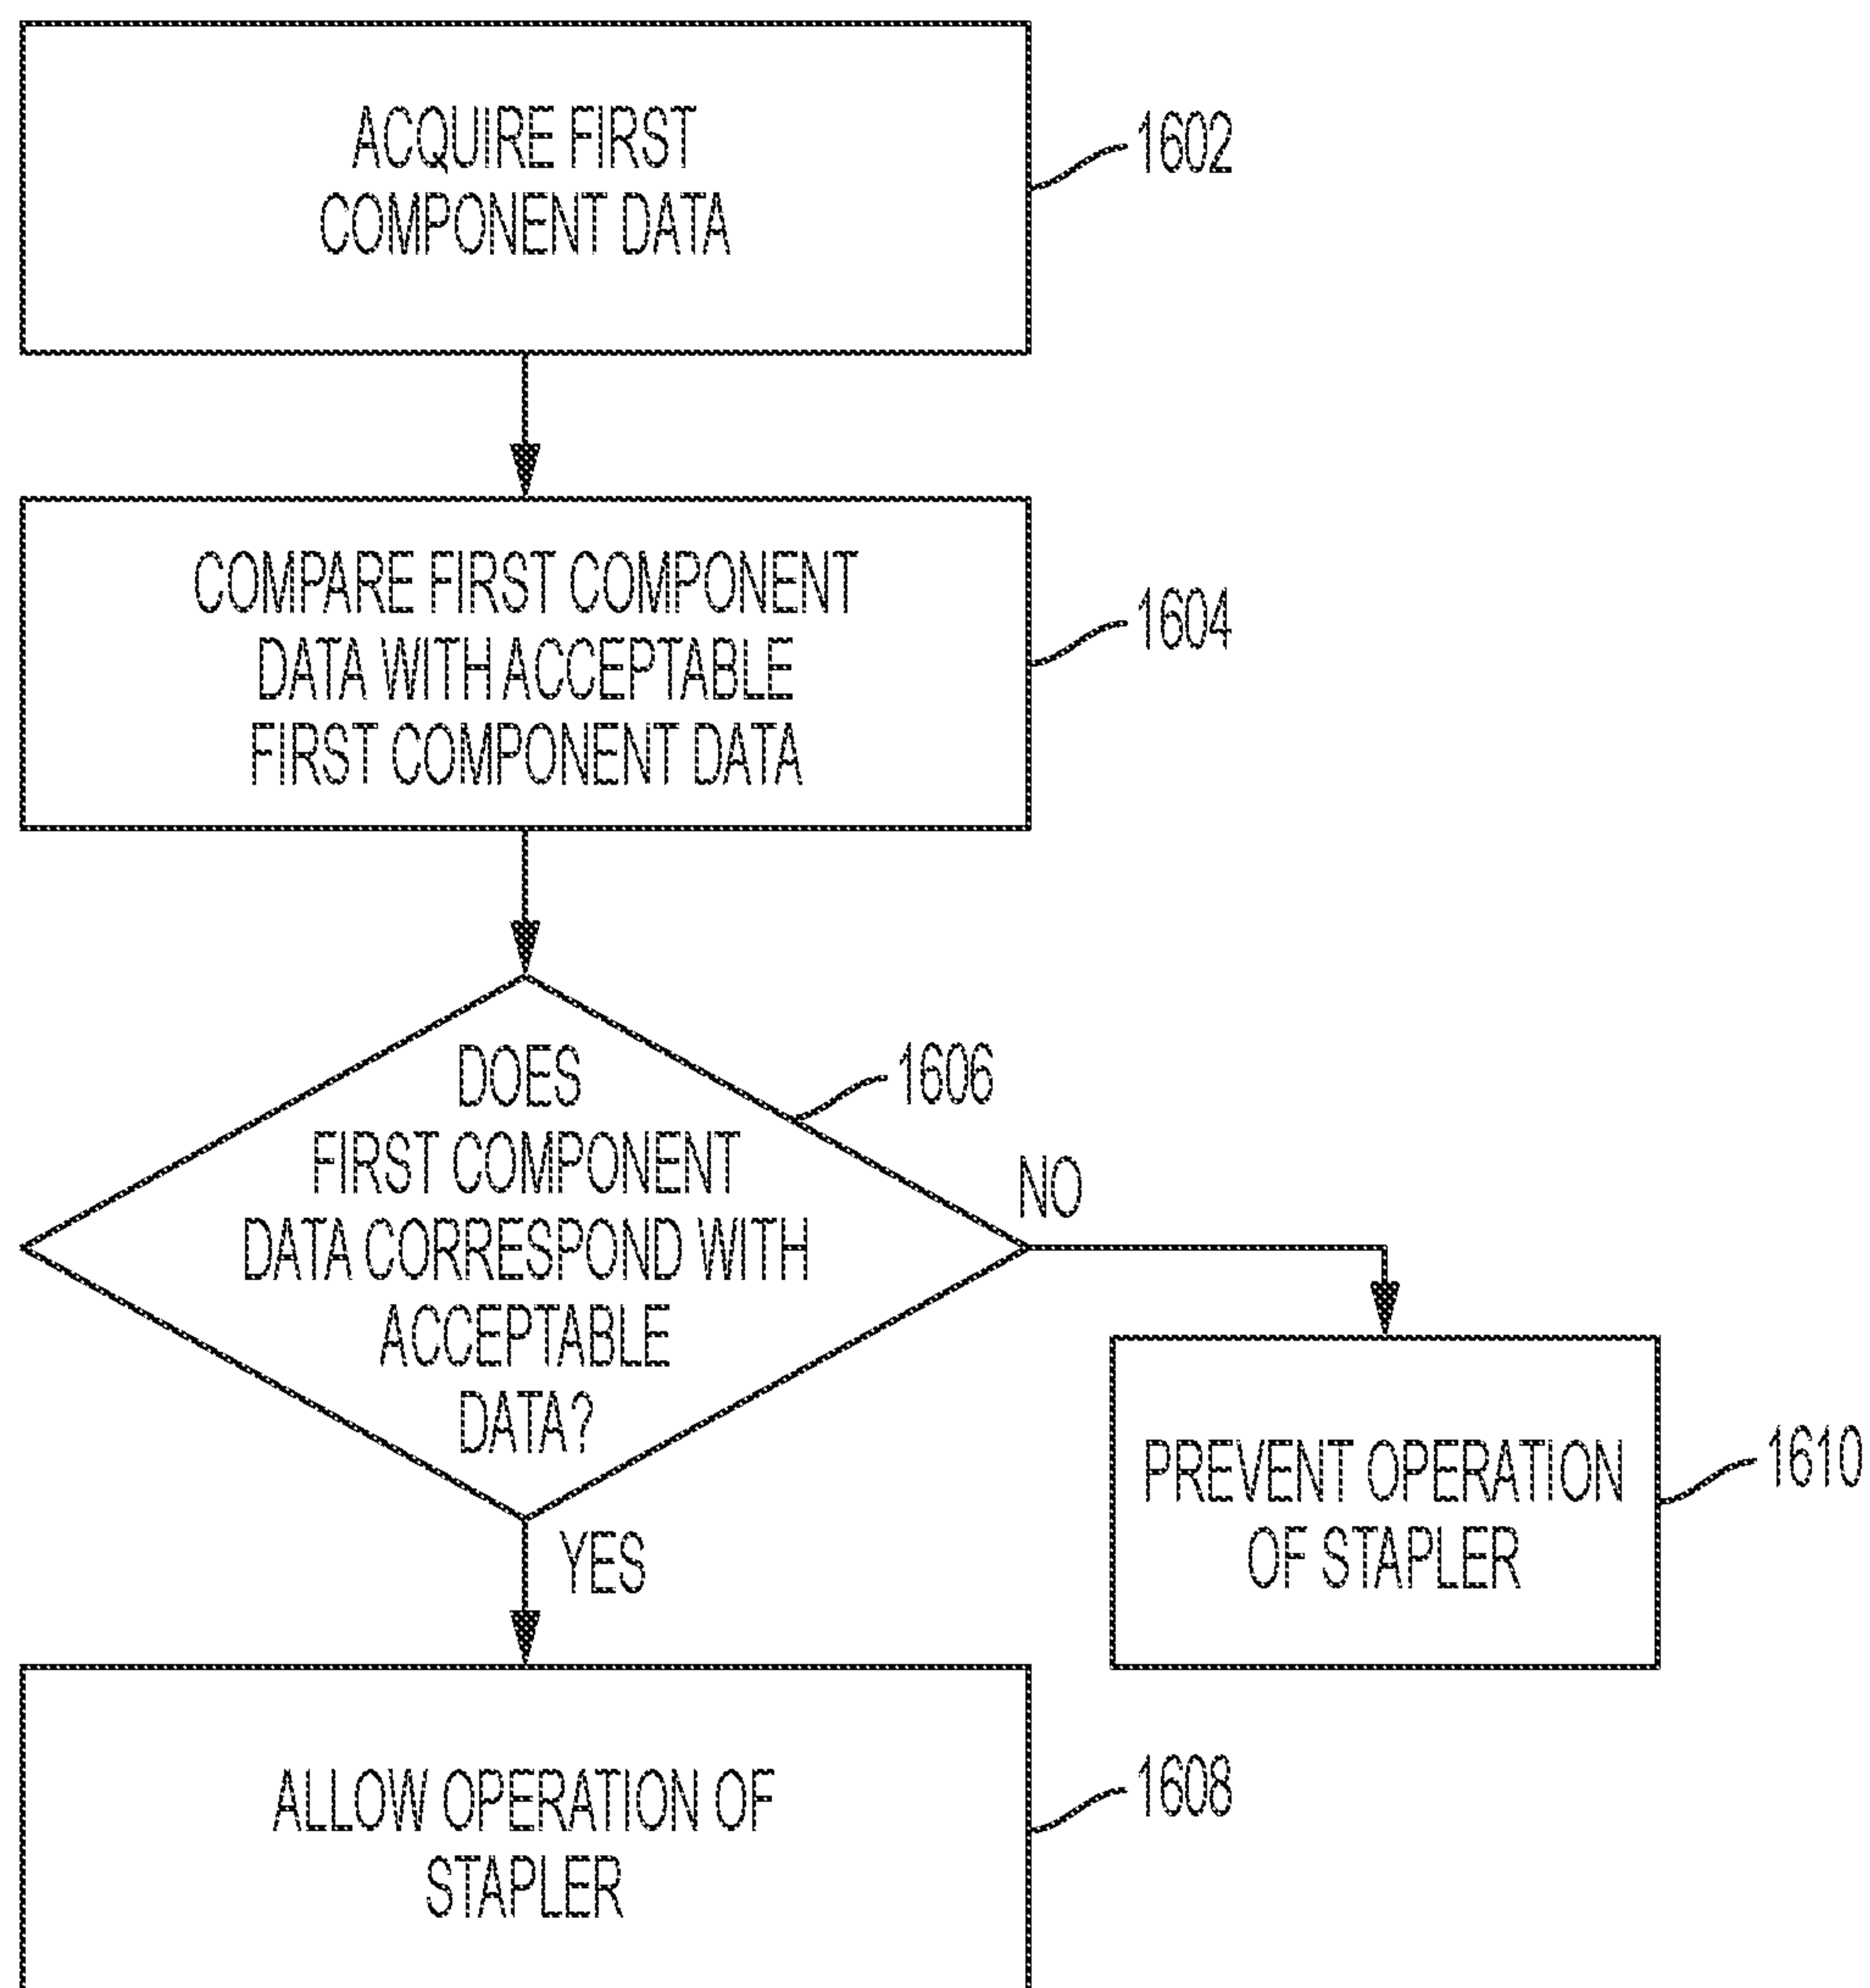 ACQUIRE FIRST
COMPONENT DATA
1602
COMPARE FIRST COMPONENT
DATA WITH ACCEPTABLE
FIRST COMPONENT DATA
1604
DOES
FIRST COMPONENT
DATA CORRESPOND WITH
ACCEPTABLE
DATA?
1606
NO
YES
PREVENT OPERATION
OF STAPLER
1610
ALLOW OPERATION OF
STAPLER
1608